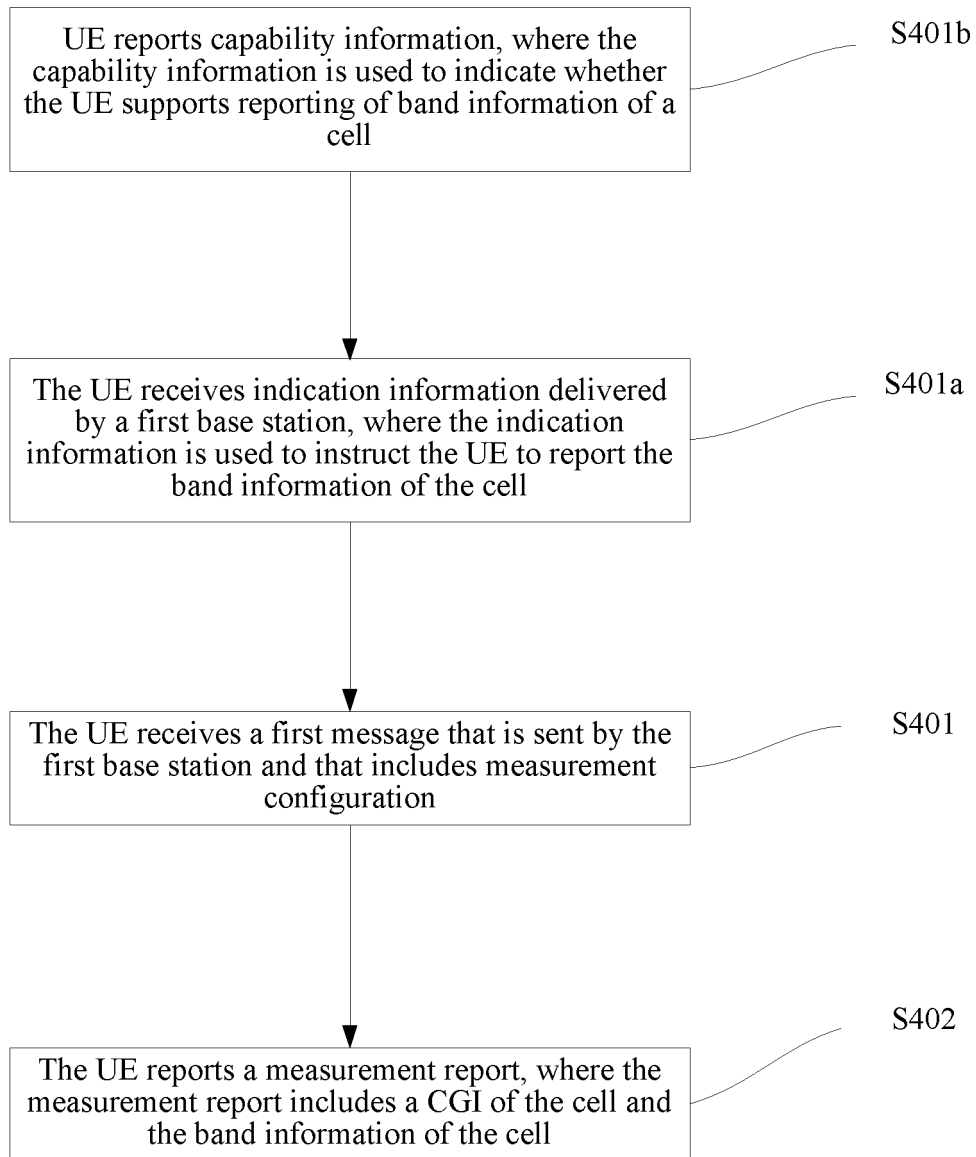 UE reports capability information, where the
capability information is used to indicate whether
the UE supports reporting of band information of a
cell
S401b
The UE receives indication information delivered
by a first base station, where the indication
information is used to instruct the UE to report the
band information of the cell
S401a
The UE receives a first message that is sent by the
first base station and that includes measurement
configuration
S401
The UE reports a measurement report, where the
measurement report includes a CGI of the cell and
the band information of the cell
S402